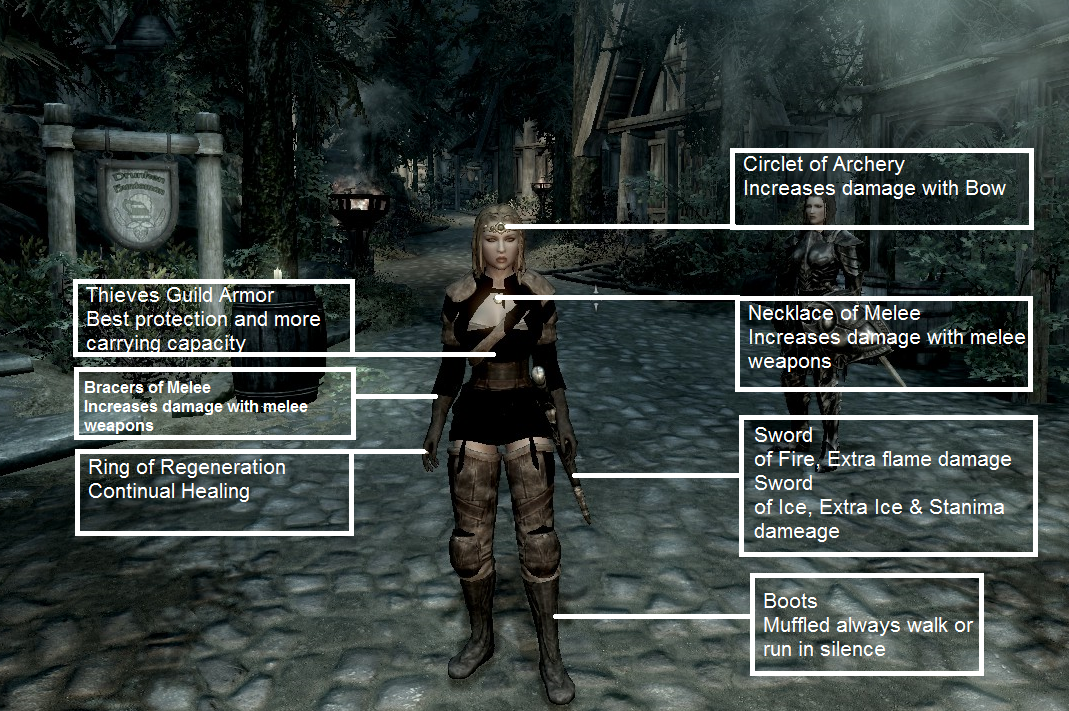 Drunken
Huntsman
Circlet of Archery
Increases damage with Bow
Thieves Guild Armor
Best protection and more
carrying capacity
Necklace of Melee
Increases damage with melee
weapons
Bracers of Melee
Increases damage with melee
weapons
Ring of Regeneration
Continual Healing
Sword
of Fire, Extra flame damage
Sword
of Ice, Extra Ice & Stanima
dameage
Boots
Muffled always walk or
run in silence